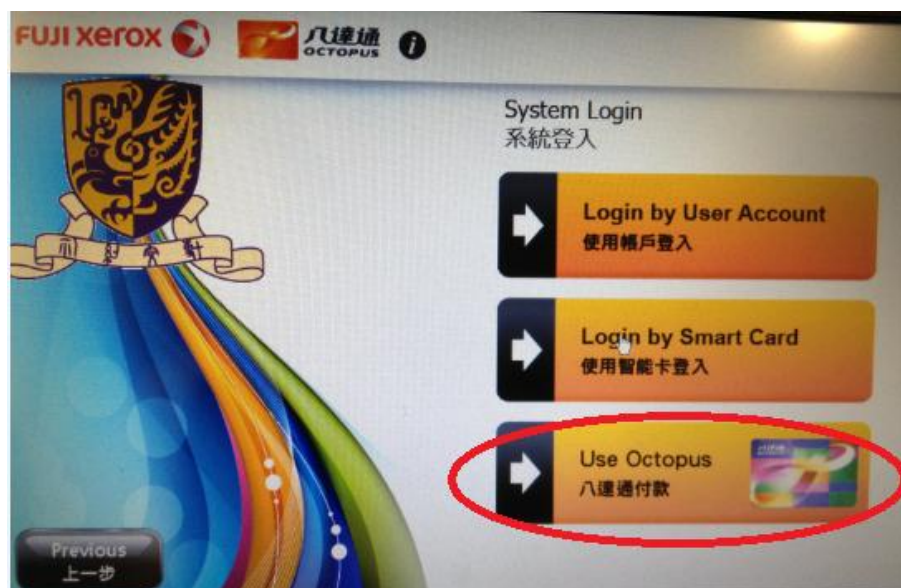 FUJI XEROX
八達通
OCTOPUS
i
System Login
系統登入
Login by User Account
使用帳戶登入
Login by Smart Card
使用智能卡登入
Use Octopus
八達通付款
Previous
上一步